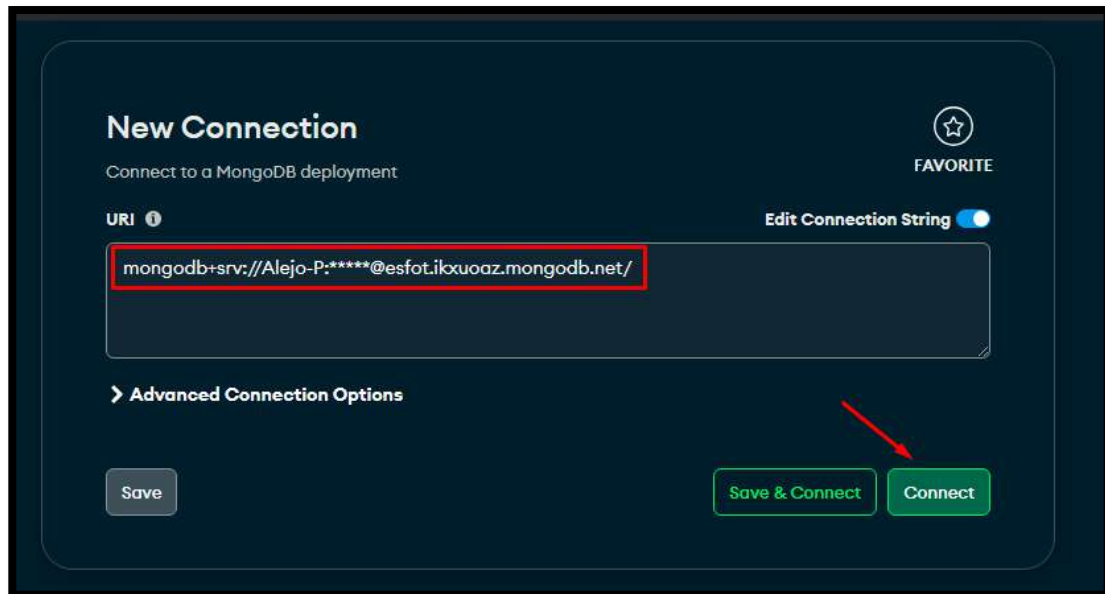 New Connection
FAVORITE
Connect to a MongoDB deployment
URI
Edit Connection String
mongodb+srv://Alejo-P:*****@esfot.ikxuoaz.mongodb.net/
Advanced Connection Options
Save
Save & Connect
Connect